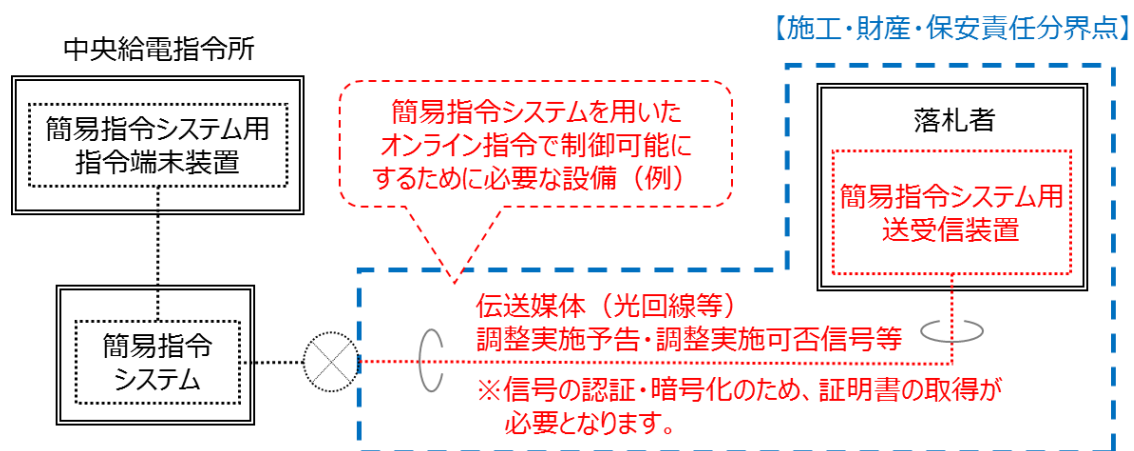 【施工・財産・保安責任分界点】
中央給電指令所
簡易指令システム用
指令端末装置
簡易指令システムを用いた
オンライン指令で制御可能に
するために必要な設備（例）
落札者
簡易指令システム用
送受信装置
簡易指令
システム
伝送媒体（光回線等）
調整実施予告・調整実施可否信号等
※信号の認証・暗号化のため、証明書の取得が
必要となります。